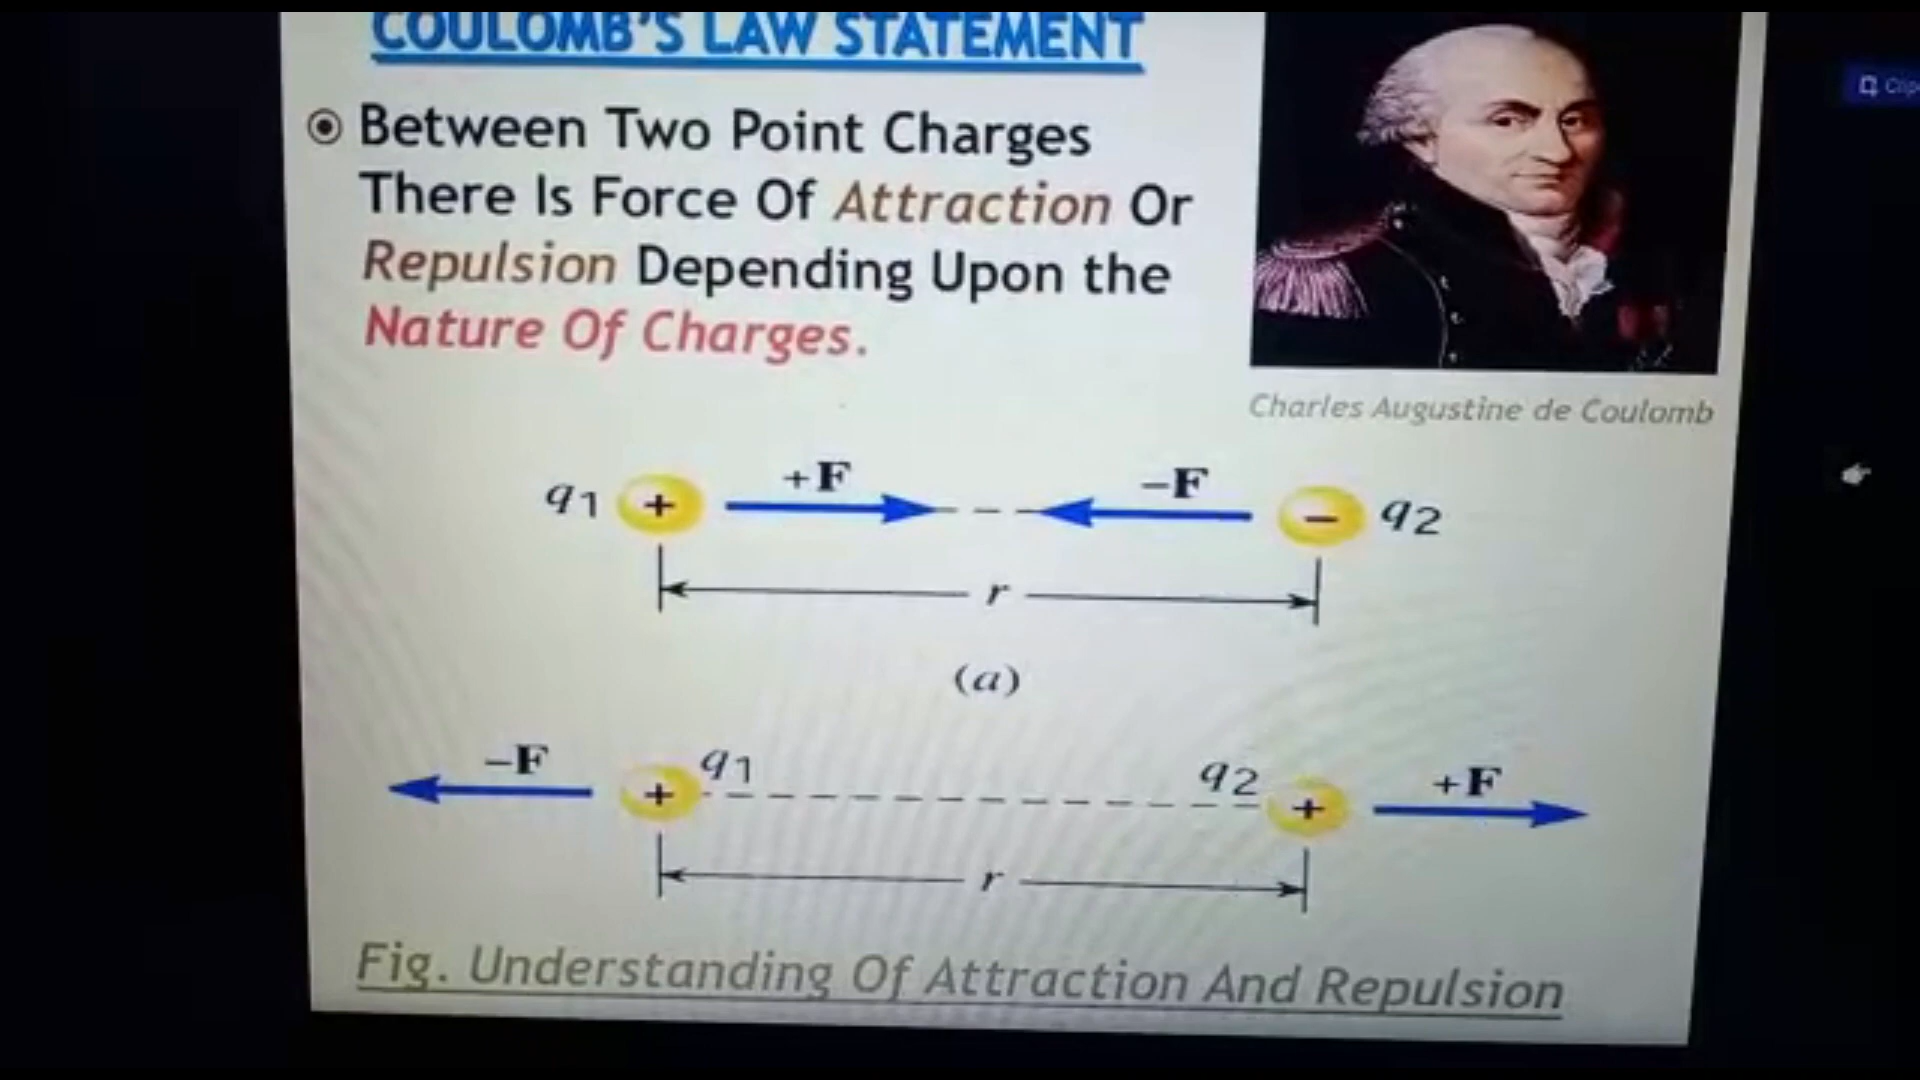 COULOMB'S LAW STATEMENT
Between Two Point Charges
There Is Force Of Attraction Or
Repulsion Depending Upon the
Nature Of Charges.
Charles Augustine de Coulomb
q1 + +F −F − q2
r
(a)
−F + q1 q2 + +F
r
Fig. Understanding Of Attraction And Repulsion